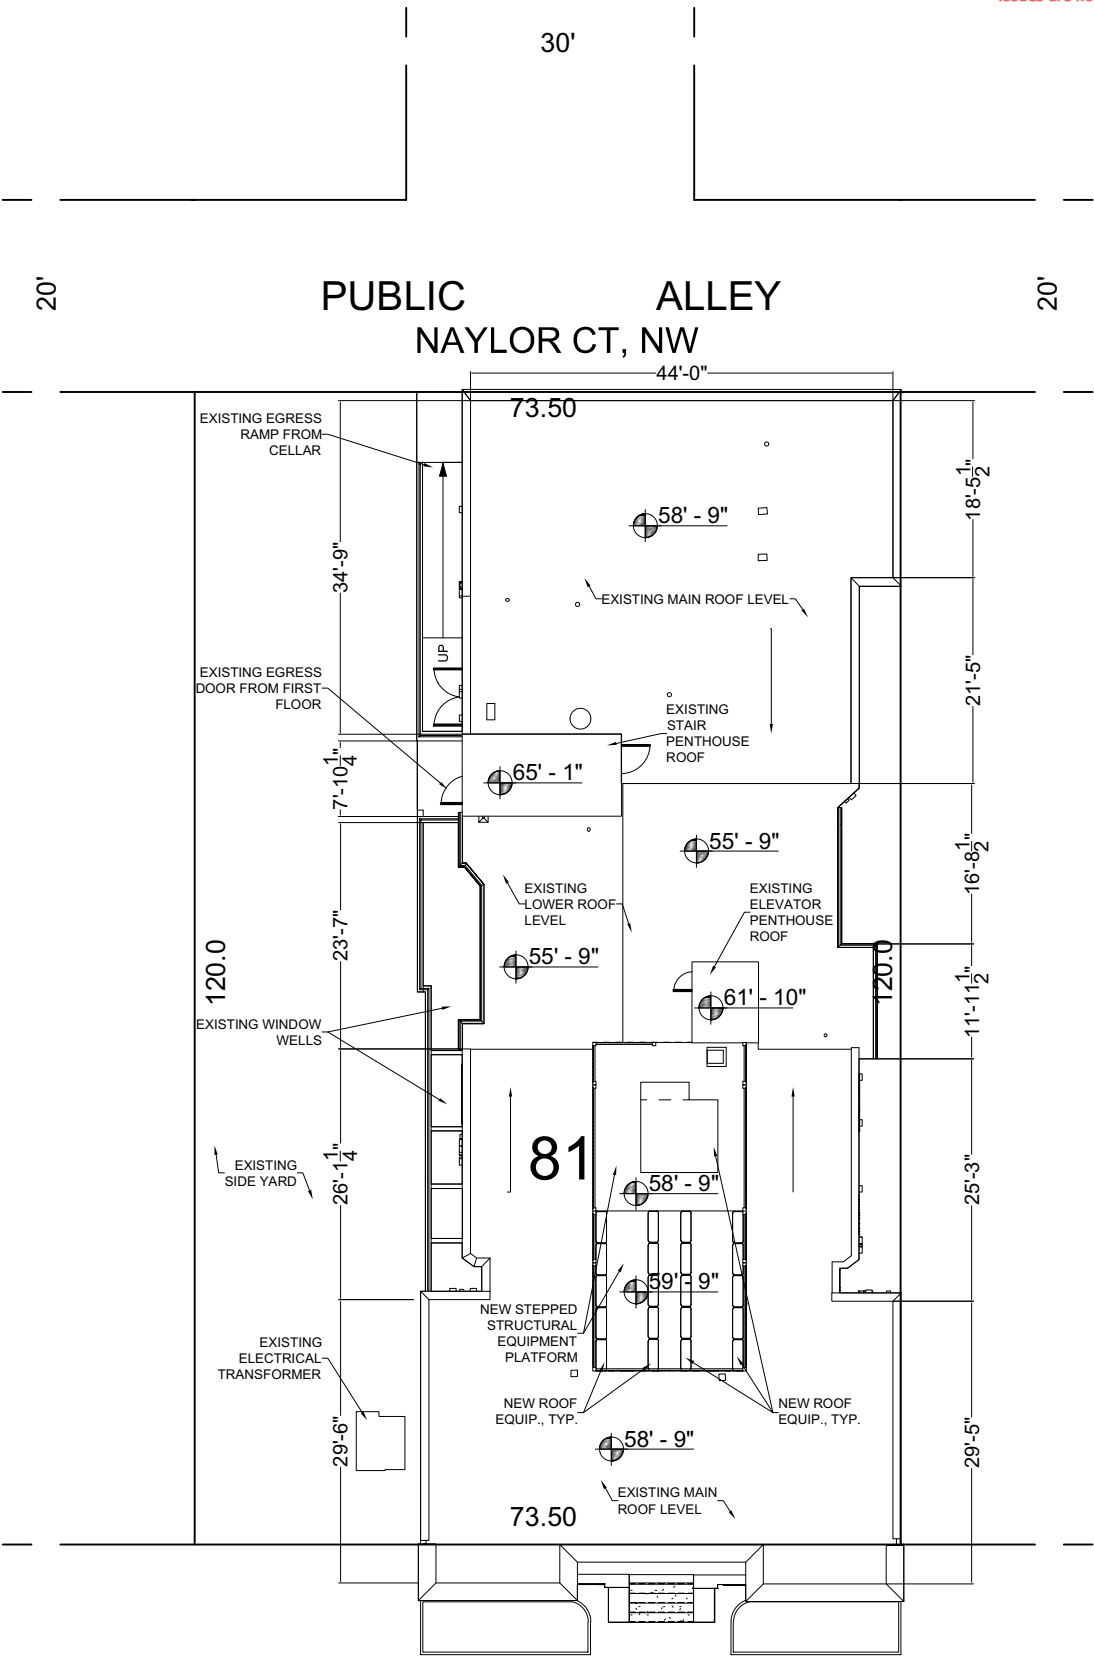 30'
20'
PUBLIC ALLEY
20'
NAYLOR CT, NW
44'-0"
73.50
EXISTING EGRESS
RAMP FROM
CELLAR
18'-5 1/2"
58' - 9"
34'-9"
EXISTING MAIN ROOF LEVEL
UP
EXISTING EGRESS
DOOR FROM FIRST
FLOOR
21'-5"
EXISTING
STAIR
PENTHOUSE
ROOF
65' - 1"
7'-10 1/4"
55' - 9"
16'-8 1/2"
EXISTING
LOWER ROOF
LEVEL
EXISTING
ELEVATOR
PENTHOUSE
ROOF
23'-7"
120.0
55' - 9"
120.0
61' - 10"
11'-11 1/2"
EXISTING WINDOW
WELLS
81
EXISTING
SIDE YARD
26'-1 1/4"
58' - 9"
25'-3"
59' - 9"
NEW STEPPED
STRUCTURAL
EQUIPMENT
PLATFORM
EXISTING
ELECTRICAL
TRANSFORMER
NEW ROOF
EQUIP., TYP.
NEW ROOF
EQUIP., TYP.
29'-6"
58' - 9"
29'-5"
EXISTING MAIN
ROOF LEVEL
73.50